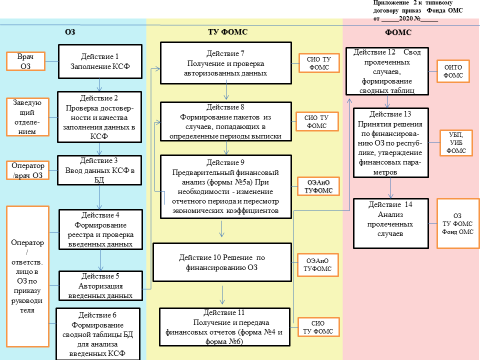 Приложение 2 к типовому
договору приказ Фонда ОМС
от ______2020 №______
ОЗ
ТУ ФОМС
ФОМС
Врач
ОЗ
Действие 1
Заполнение КСФ
Заведую
щий
отделе-
нием
Действие 2
Проверка достовер-
ности и качества
заполнения данных в
КСФ
Оператор
/врач ОЗ
Действие 3
Ввод данных КСФ в
БД
Оператор
/
ответств.
лицо в
ОЗ по
приказу
руководи
теля
Действие 4
Формирование
реестра и проверка
введенных данных
Действие 5
Авторизация
введенных данных
Действие 6
Формирование
сводной таблицы БД
для анализа
введенных КСФ
Действие 7
Получение и проверка
авторизованных данных
СИО ТУ
ФОМС
Действие 8
Формирование пакетов из
случаев, попадающих в
определенные периоды выписки
СИО ТУ
ФОМС
Действие 9
Предварительный финансовый
анализ (форма №5а) При
необходимости - изменение
отчетного периода и пересмотр
экономических коэффициентов
ОЭАиО
ТУФОМС
Действие 10 Решение по
финансированию ОЗ
ОЭАиО
ТУФОМС
Действие 11
Получение и передача
финансовых отчетов (форма №4 и
форма №6)
СИО
ТУ ФОМС
Действие 12 Свод
пролеченных
случаев,
формирование
сводных таблиц
ОИТО
ФОМС
Действие 13
Принятия решения
по финансирова-
нию ОЗ по респуб-
лике, утверждение
финансовых пара-
метров
УБП,
УИБ
ФОМС
Действие 14
Анализ
пролеченных
случаев
ОЗ
ТУ ФОМС
Фонд ОМС